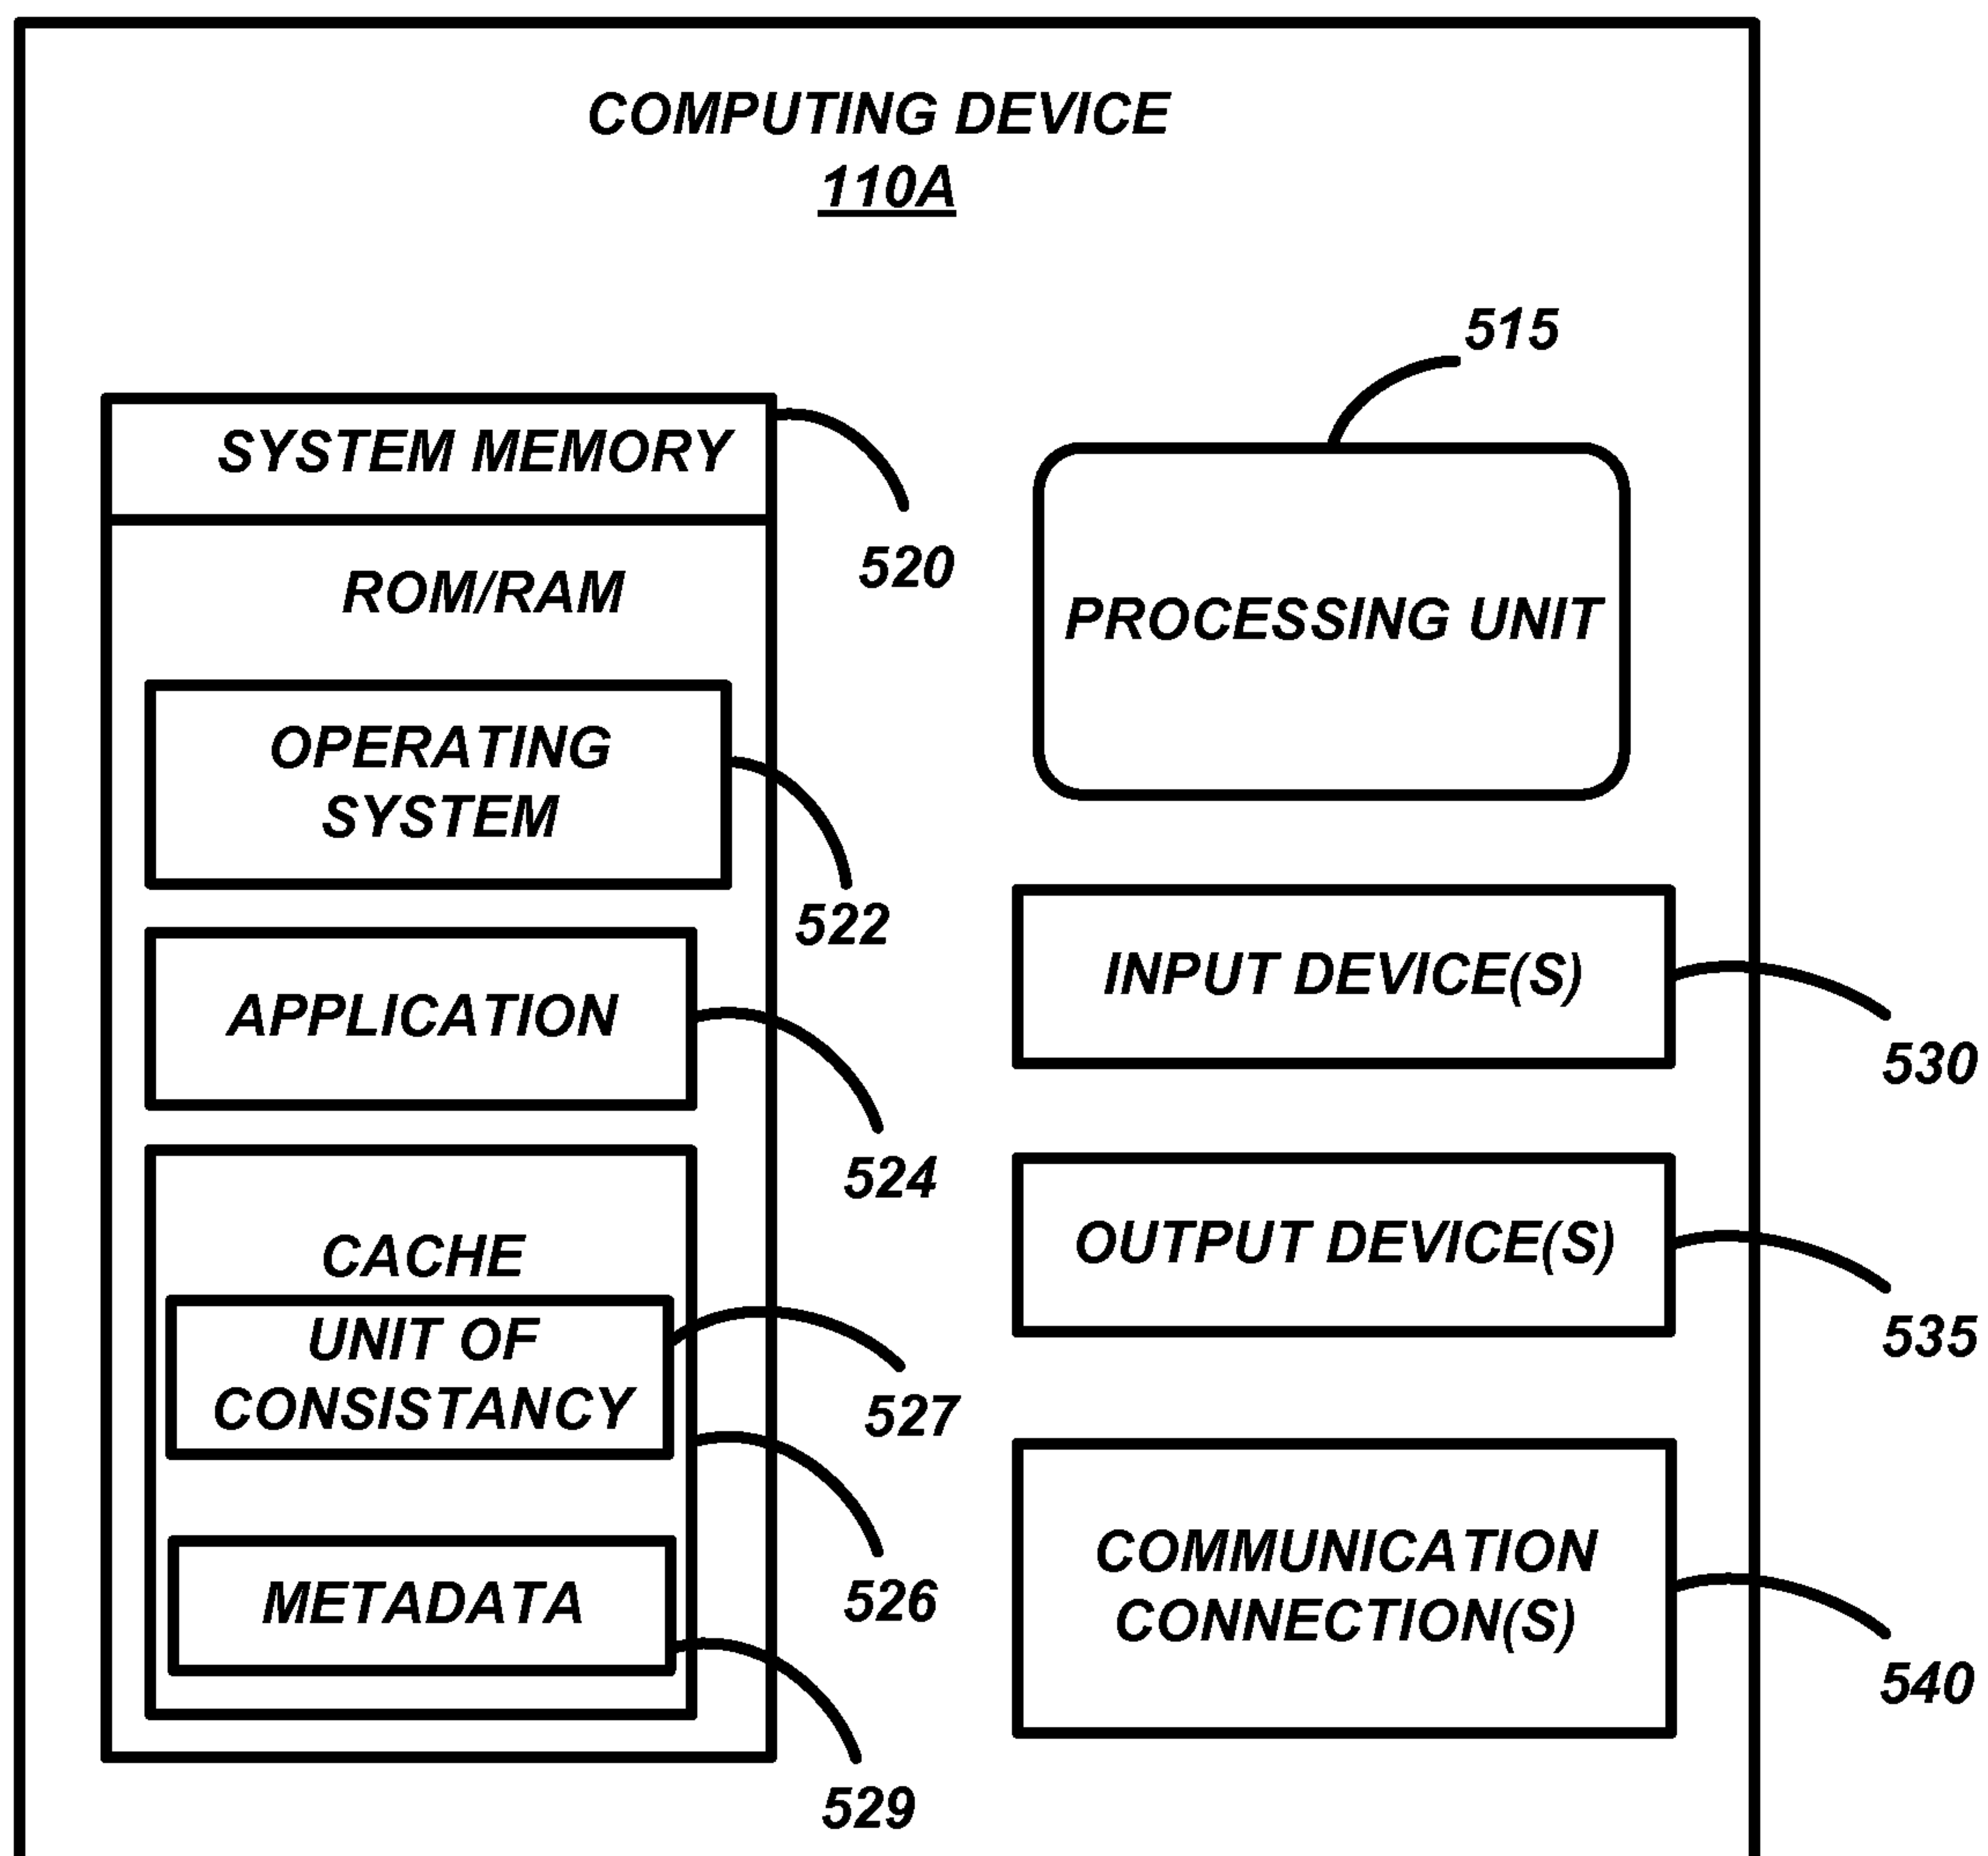 COMPUTING DEVICE
110A
515
SYSTEM MEMORY
520
ROM/RAM
PROCESSING UNIT
OPERATING
SYSTEM
522
INPUT DEVICE(S)
530
APPLICATION
524
OUTPUT DEVICE(S)
535
CACHE
UNIT OF
CONSISTANCY
527
526
METADATA
529
COMMUNICATION
CONNECTION(S)
540